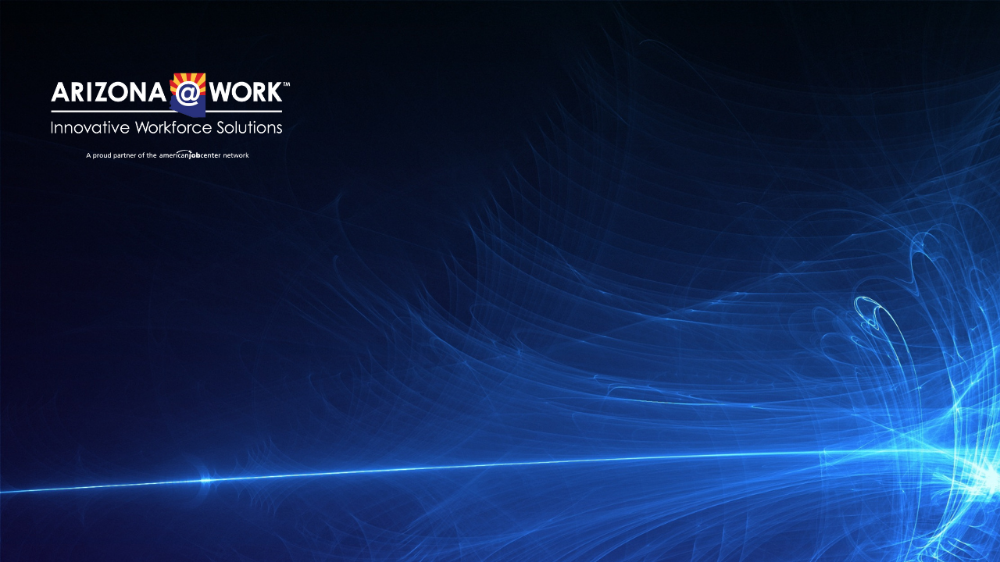 ARIZONA @ WORK™
Innovative Workforce Solutions
A proud partner of the americanjobcenter network